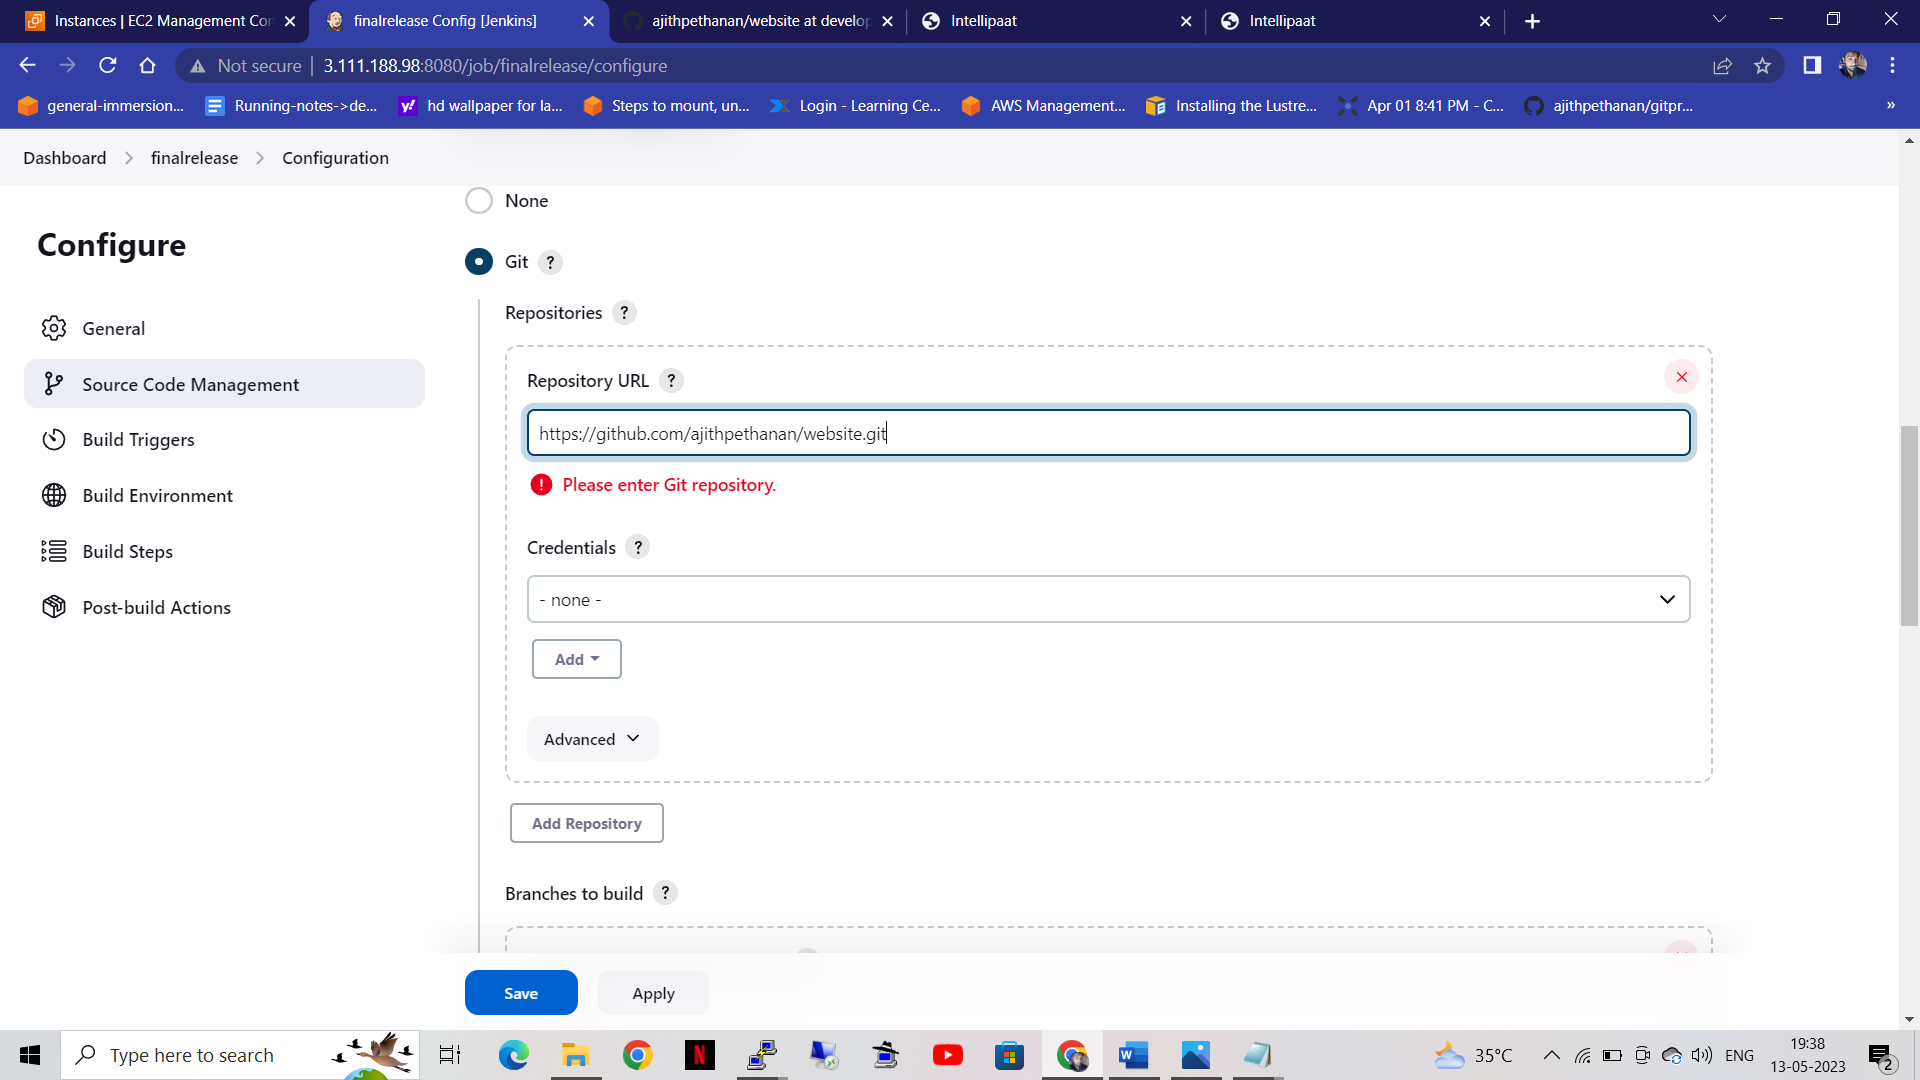 Instances | EC2 Management Con
finalrelease Config [Jenkins]
ajithpethanan/website at develop
Intellipaat
Intellipaat
Not secure
3.111.188.98:8080/job/finalrelease/configure
general-immersion...
Running-notes->de...
hd wallpaper for la...
Steps to mount, un...
Login - Learning Ce...
AWS Management...
Installing the Lustre...
Apr 01 8:41 PM - C...
ajithpethanan/gitpr...
»
Dashboard
finalrelease
Configuration
Configure
General
Source Code Management
Build Triggers
Build Environment
Build Steps
Post-build Actions
None
Git ?
Repositories ?
Repository URL ?
https://github.com/ajithpethanan/website.git
! Please enter Git repository.
Credentials ?
- none -
Add
Advanced
Add Repository
Branches to build ?
Save
Apply
Type here to search
35°C
ENG
19:38
13-05-2023
2